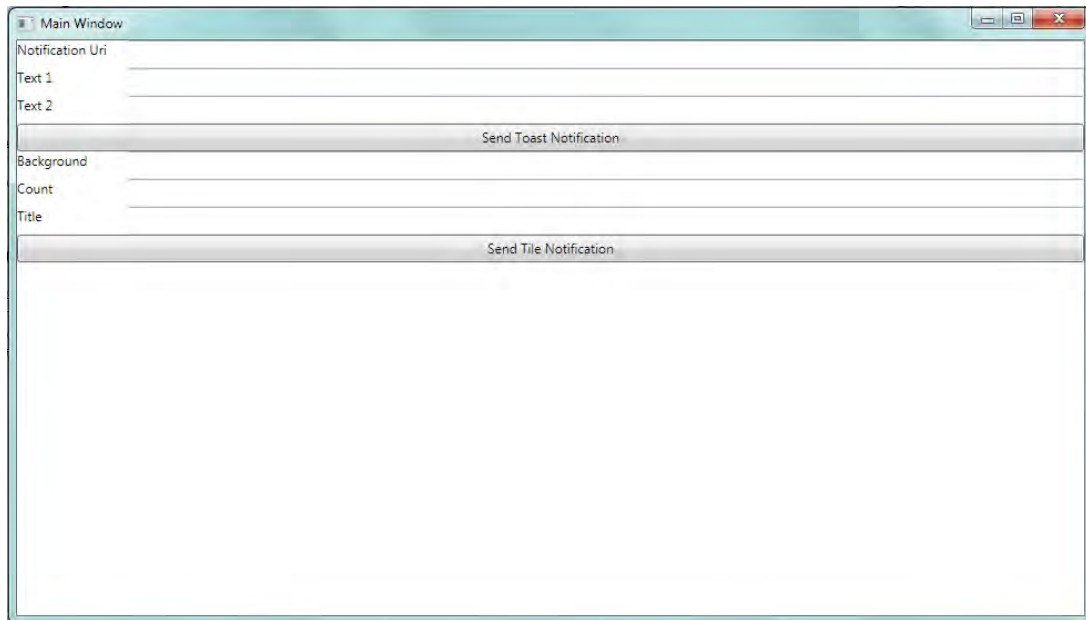 Main Window
Notification Uri
Text 1
Text 2
Send Toast Notification
Background
Count
Title
Send Tile Notification